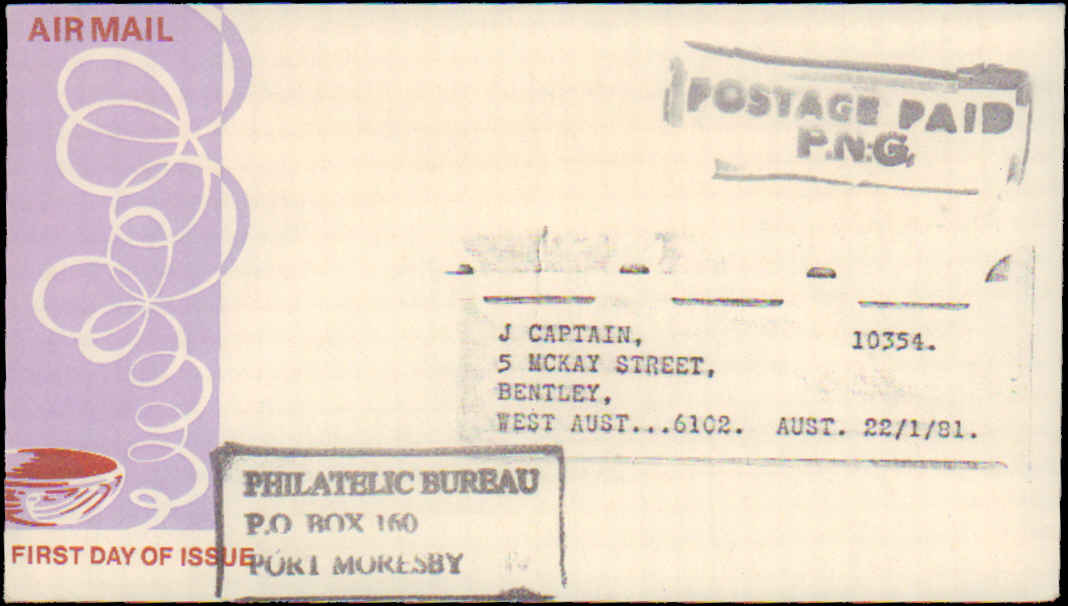 AIR MAIL
POSTAGE PAID
P.N.G.
J CAPTAIN, 10354.
5 MCKAY STREET,
BENTLEY,
WEST AUST...6102. AUST. 22/1/81.
PHILATELIC BUREAU
P.O BOX 160
PORT MORESBY
FIRST DAY OF ISSUE